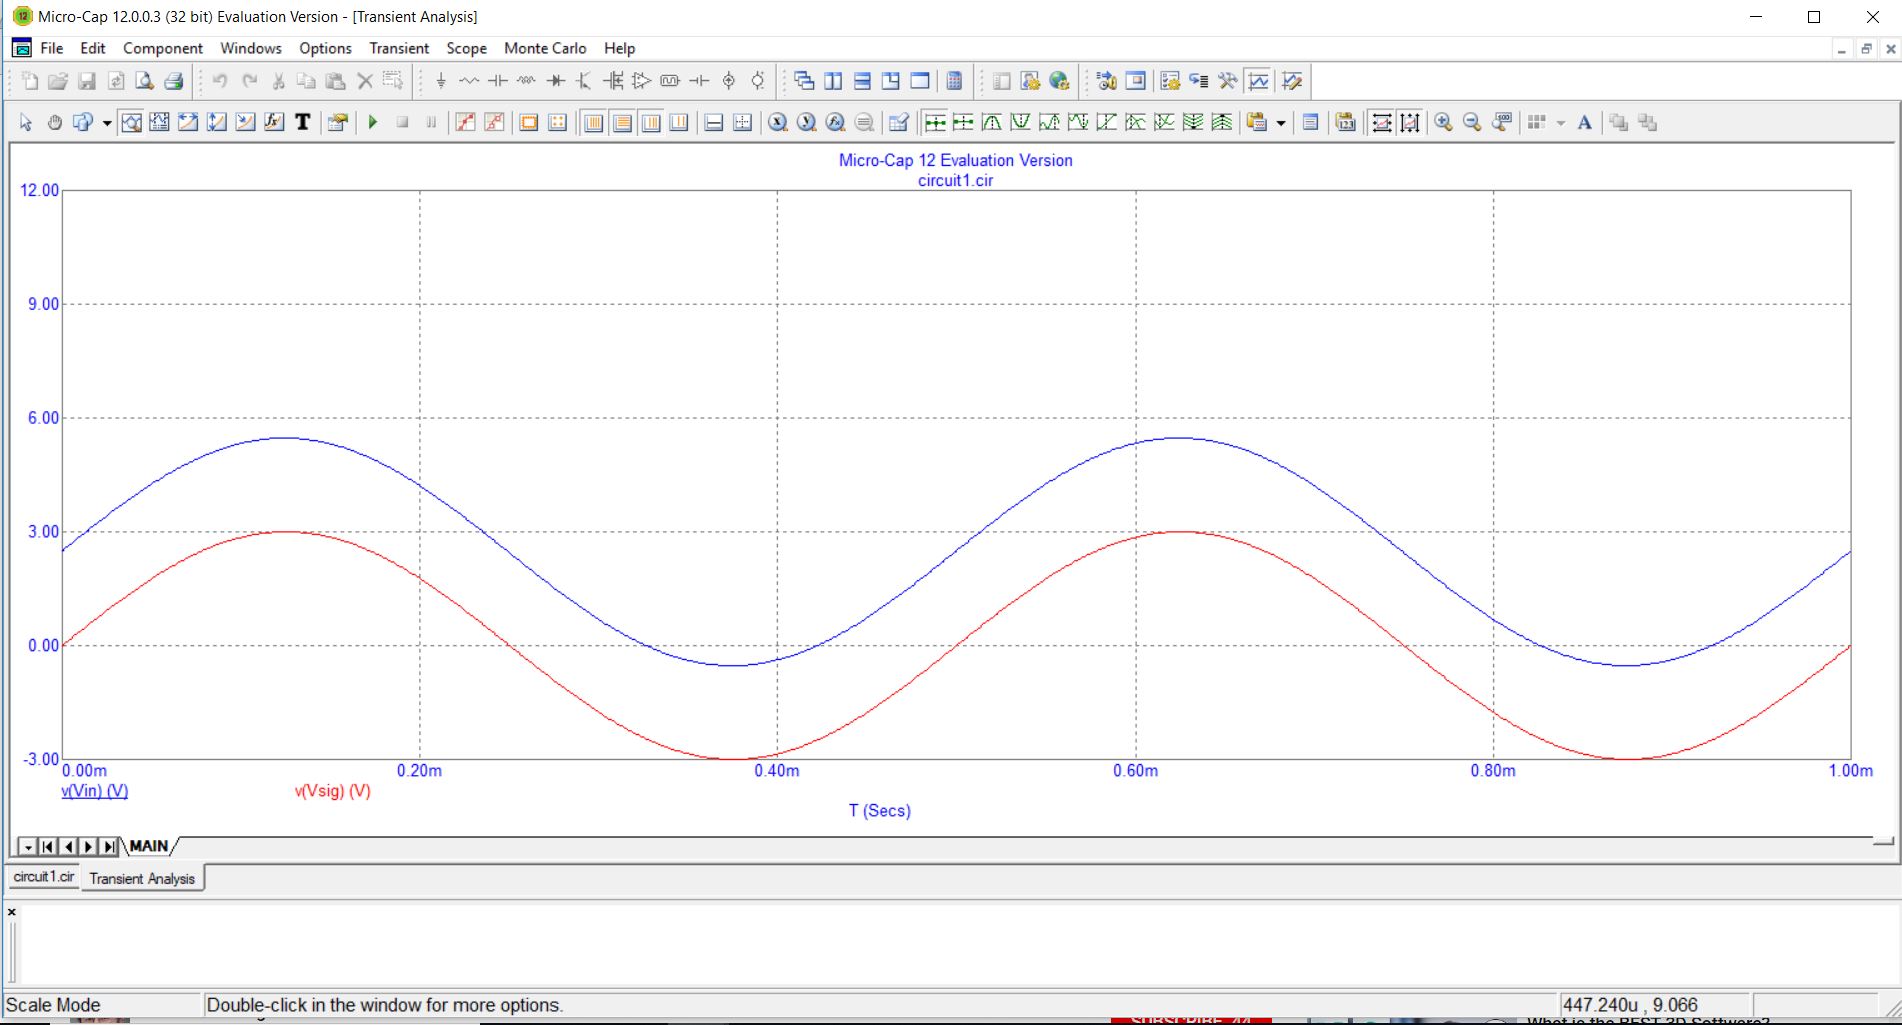 Micro-Cap 12.0.0.3 (32 bit) Evaluation Version - [Transient Analysis]
File Edit Component Windows Options Transient Scope Monte Carlo Help
Micro-Cap 12 Evaluation Version
circuit1.cir
12.00
9.00
6.00
3.00
0.00
-3.00
0.00m 0.20m 0.40m 0.60m 0.80m 1.00m
v(Vin) (V) v(Vsig) (V)
T (Secs)
MAIN
circuit1.cir Transient Analysis
Scale Mode Double-click in the window for more options. 447.240u , 9.066